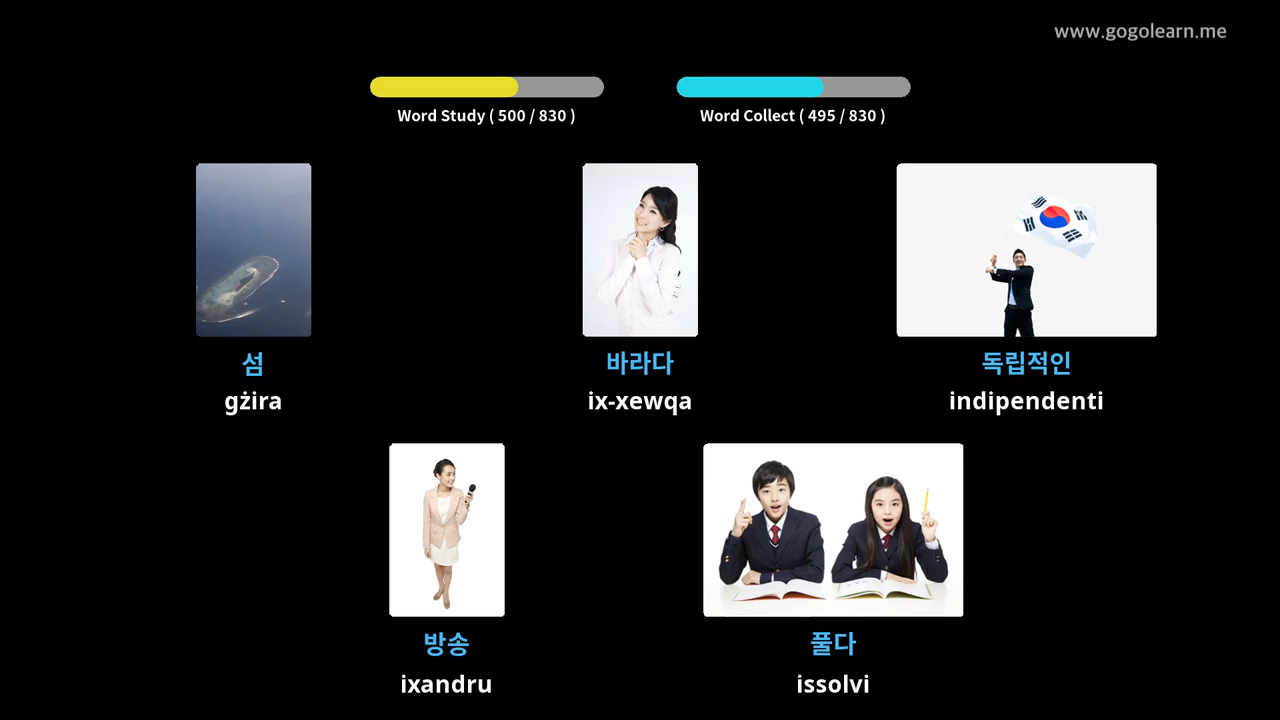 www.gogolearn.me
Word Study ( 500 / 830 )
Word Collect ( 495 / 830 )
섬
gżira
바라다
ix-xewqa
독립적인
indipendenti
방송
ixandru
풀다
issolvi